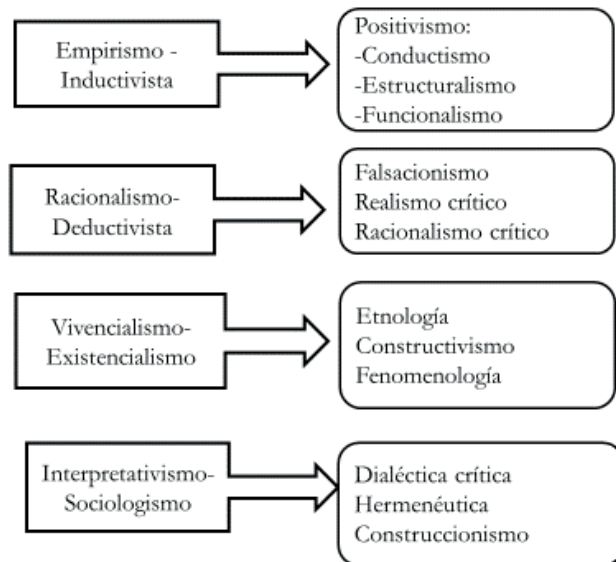 Empirismo -
Inductivista
Positivismo:
-Conductismo
-Estructuralismo
-Funcionalismo
Racionalismo-
Deductivista
Falsacionismo
Realismo crítico
Racionalismo crítico
Vivencialismo-
Existencialismo
Etnología
Constructivismo
Fenomenología
Interpretativismo-
Sociologismo
Dialéctica crítica
Hermenéutica
Construccionismo